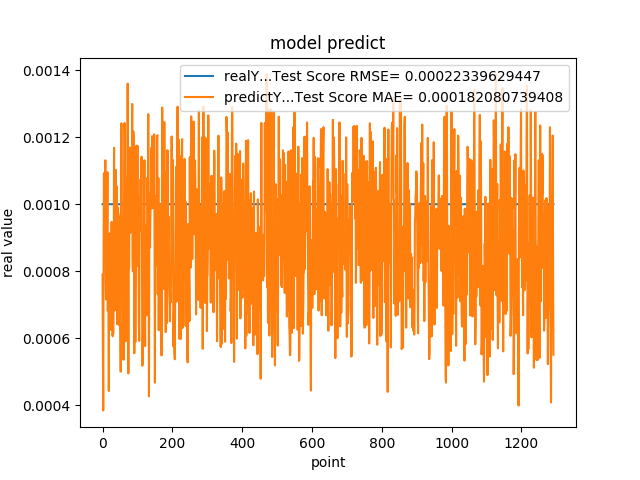 model predict
realY...Test Score RMSE= 0.00022339629447
predictY...Test Score MAE= 0.000182080739408
real value
0.0014
0.0012
0.0010
0.0008
0.0006
0.0004
0 200 400 600 800 1000 1200
point